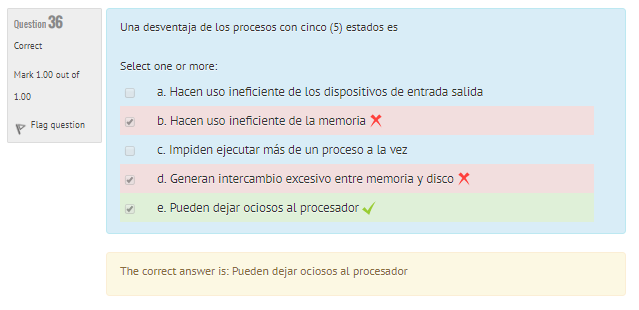 Question 36
Correct
Mark 1.00 out of
1.00
Flag question
Una desventaja de los procesos con cinco (5) estados es
Select one or more:
a. Hacen uso ineficiente de los dispositivos de entrada salida
b. Hacen uso ineficiente de la memoria
c. Impiden ejecutar más de un proceso a la vez
d. Generan intercambio excesivo entre memoria y disco
e. Pueden dejar ociosos al procesador
The correct answer is: Pueden dejar ociosos al procesador